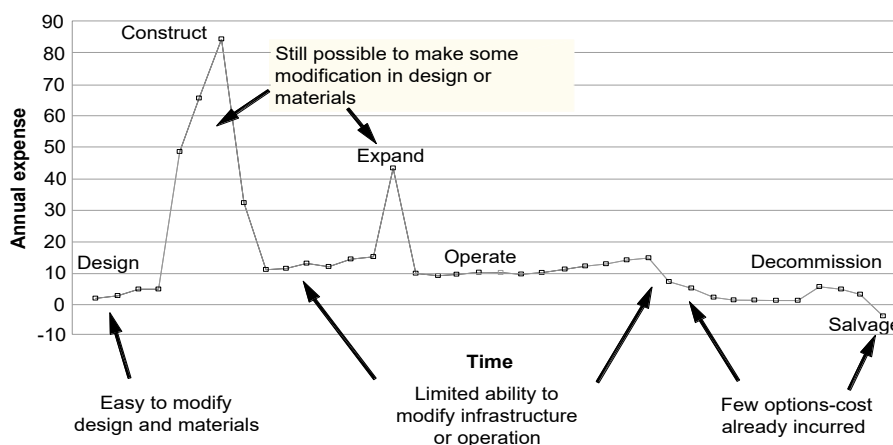 90
Construct
80
Still possible to make some
modification in design or
materials
70
60
50
Expand
40
30
20
Design
Operate
Decommission
10
0
Salvage
-10
Annual expense
Time
Easy to modify
design and materials
Limited ability to
modify infrastructure
or operation
Few options-cost
already incurred